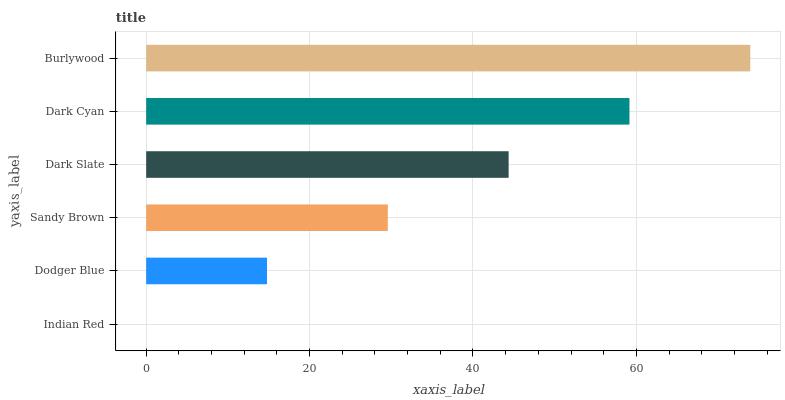 title
Burlywood
Dark Cyan
Dark Slate
Sandy Brown
Dodger Blue
Indian Red
yaxis_label
0 20 40 60
xaxis_label